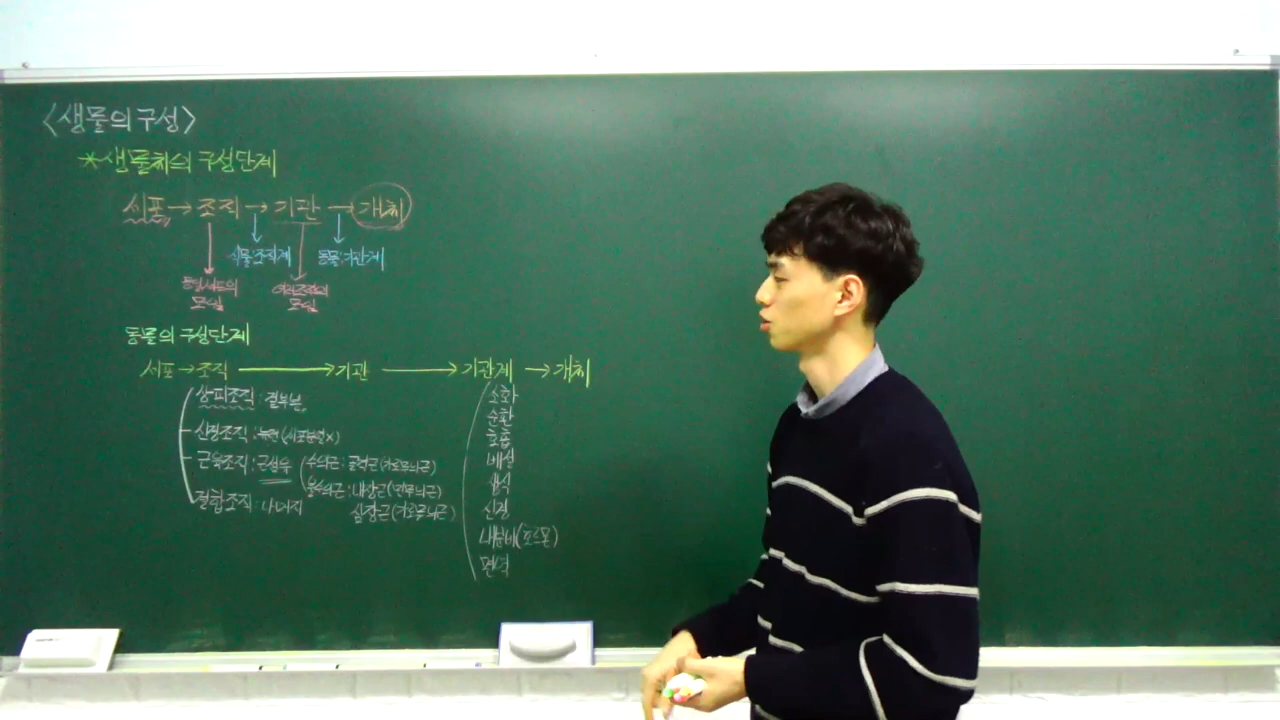 <생물의 구성>
*생물체의 구성단계
세포→조직→기관→개체
식물:조직계 동물:기관계
동일세포의 모임
여러조직의 모임
동물의 구성단계
세포→조직→기관→기관계→개체
상피조직:겉부분
신경조직:뉴런(세포분열x)
근육조직:근섬유
수의근:골격근(가로무늬근)
불수의근:내장근(민무늬근)
심장근(가로무늬근)
결합조직:나머지
소화
순환
호흡
배설
생식
신경
내분비(호르몬)
면역